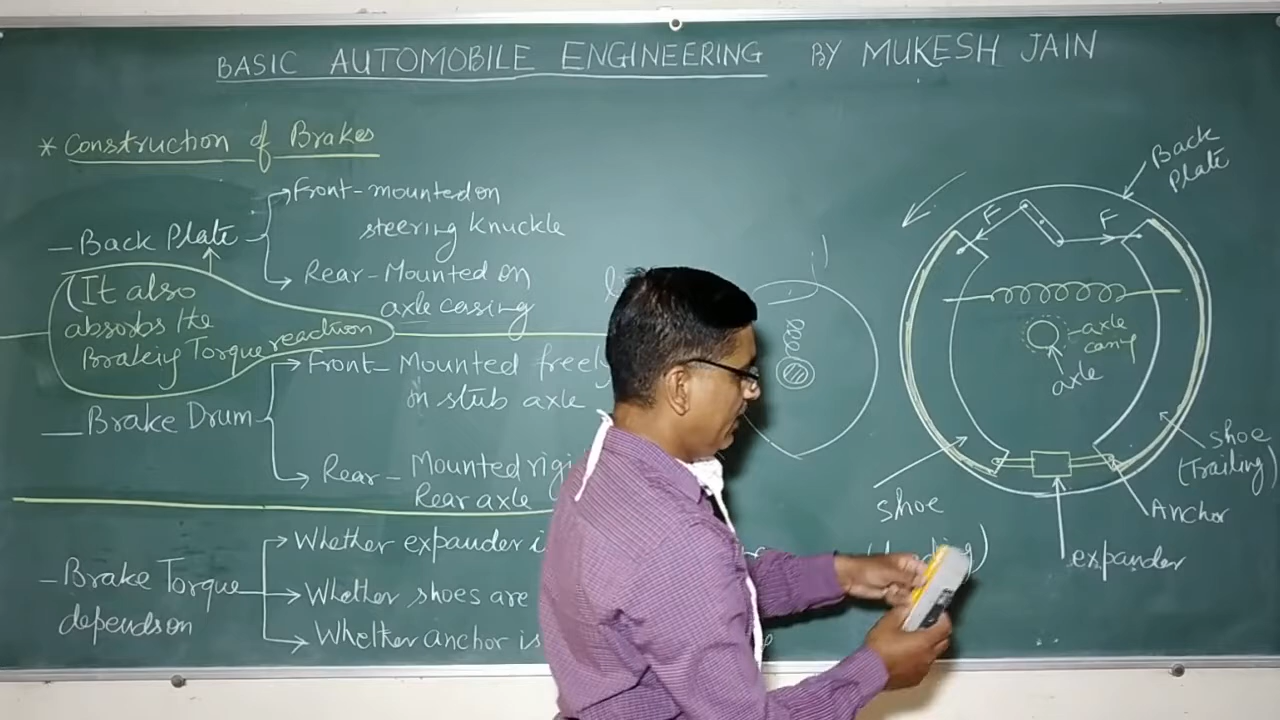 BASIC AUTOMOBILE ENGINEERING BY MUKESH JAIN
* Construction of Brakes
- Back Plate
Front - mounted on
steering knuckle
Rear - Mounted on
axle casing
(It also
absorbs the
Braking Torque reaction
- Brake Drum
Front - Mounted freely
on stub axle
Rear - Mounted
Rear axle
- Brake Torque
depends on
Whether expander
Whether shoes are
Whether anchor is
Back
Plate
F
F
axle
axle
shoe
shoe
(Trailing)
Anchor
expander